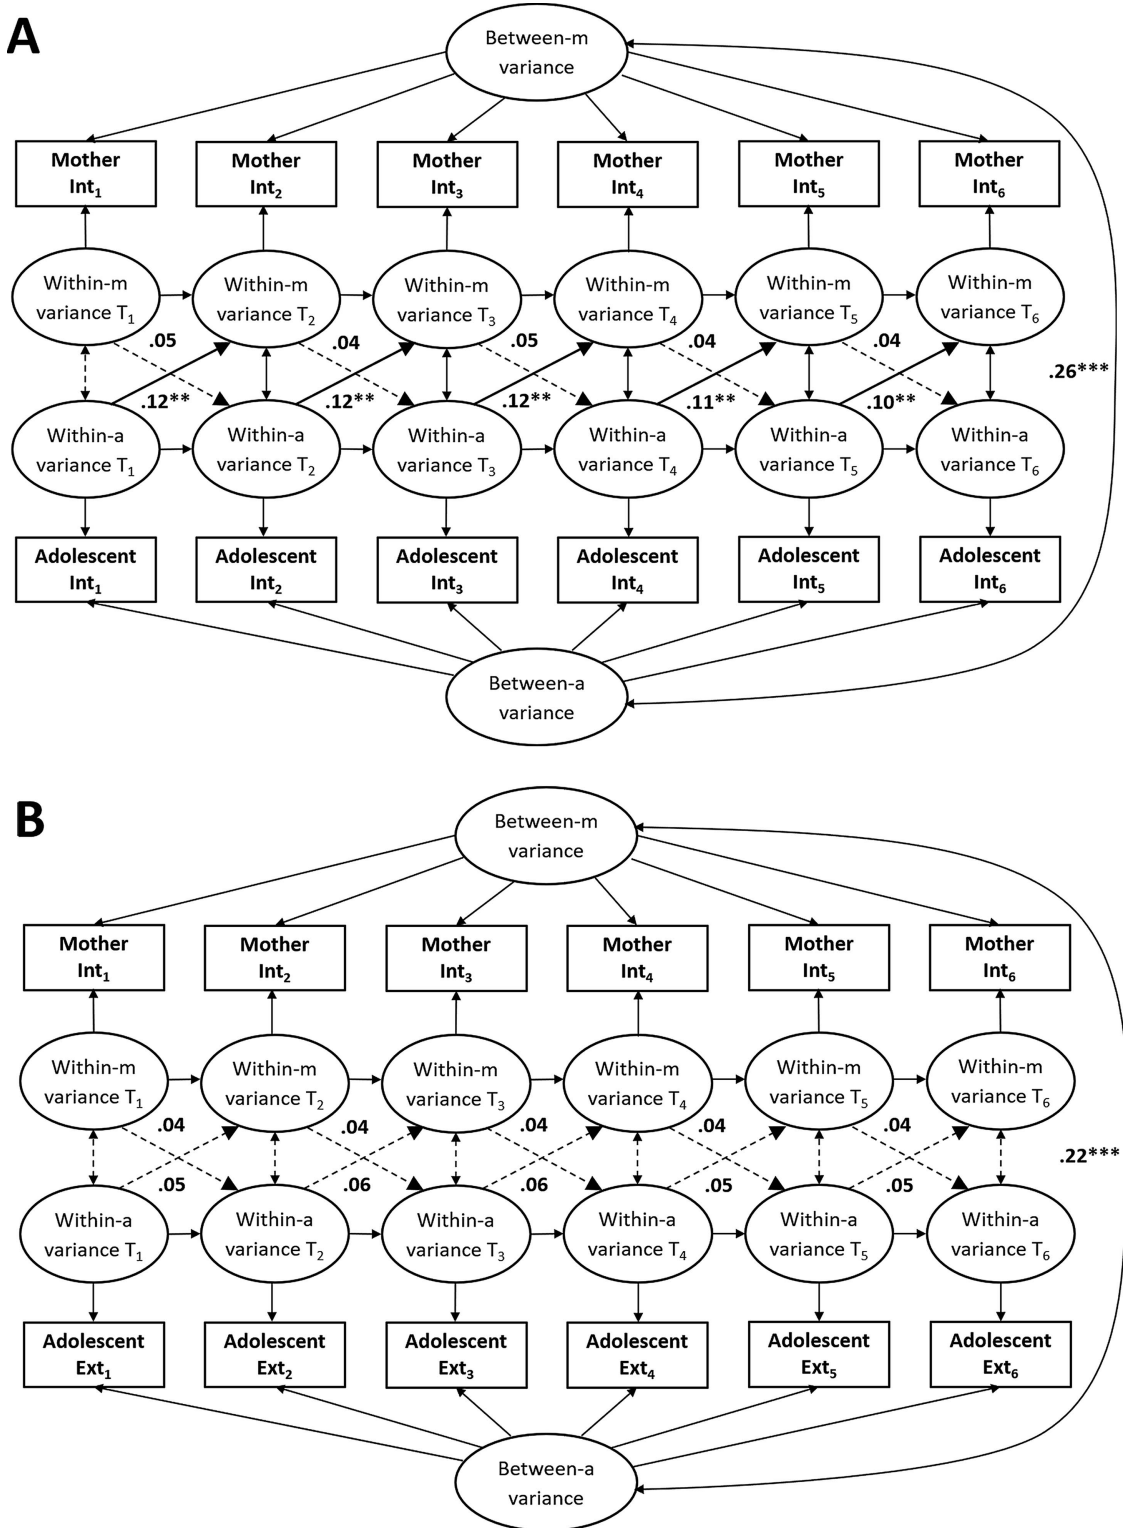 A
Between-m
variance
Mother
Int1
Mother
Int2
Mother
Int3
Mother
Int4
Mother
Int5
Mother
Int6
Within-m
variance T1
Within-m
variance T2
Within-m
variance T3
Within-m
variance T4
Within-m
variance T5
Within-m
variance T6
.05
.04
.05
.04
.04
.26***
.12**
.12**
.12**
.11**
.10**
Within-a
variance T1
Within-a
variance T2
Within-a
variance T3
Within-a
variance T4
Within-a
variance T5
Within-a
variance T6
Adolescent
Int1
Adolescent
Int2
Adolescent
Int3
Adolescent
Int4
Adolescent
Int5
Adolescent
Int6
Between-a
variance
B
Between-m
variance
Mother
Int1
Mother
Int2
Mother
Int3
Mother
Int4
Mother
Int5
Mother
Int6
Within-m
variance T1
Within-m
variance T2
Within-m
variance T3
Within-m
variance T4
Within-m
variance T5
Within-m
variance T6
.04
.04
.04
.04
.04
.22***
.05
.06
.06
.05
.05
Within-a
variance T1
Within-a
variance T2
Within-a
variance T3
Within-a
variance T4
Within-a
variance T5
Within-a
variance T6
Adolescent
Ext1
Adolescent
Ext2
Adolescent
Ext3
Adolescent
Ext4
Adolescent
Ext5
Adolescent
Ext6
Between-a
variance